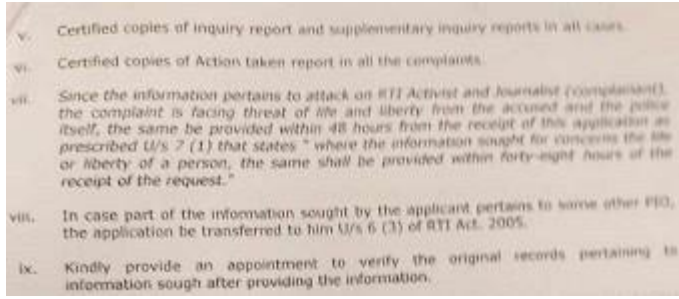 v. Certified copies of inquiry report and supplementary inquiry reports in all cases.
vi. Certified copies of Action taken report in all the complaints.
vii. Since the information pertains to attack on RTI Activist and Journalist (complainant),
the complaint is facing threat of life and liberty from the accused and the police
itself, the same be provided within 48 hours from the receipt of this application as
prescribed U/s 7 (1) that states " where the information sought for concerns the life
or liberty of a person, the same shall be provided within forty-eight hours of the
receipt of the request."
viii. In case part of the information sought by the applicant pertains to some other PIO,
the application be transferred to him U/s 6 (3) of RTI Act, 2005.
ix. Kindly provide an appointment to verify the original records pertaining to
information sough after providing the information.